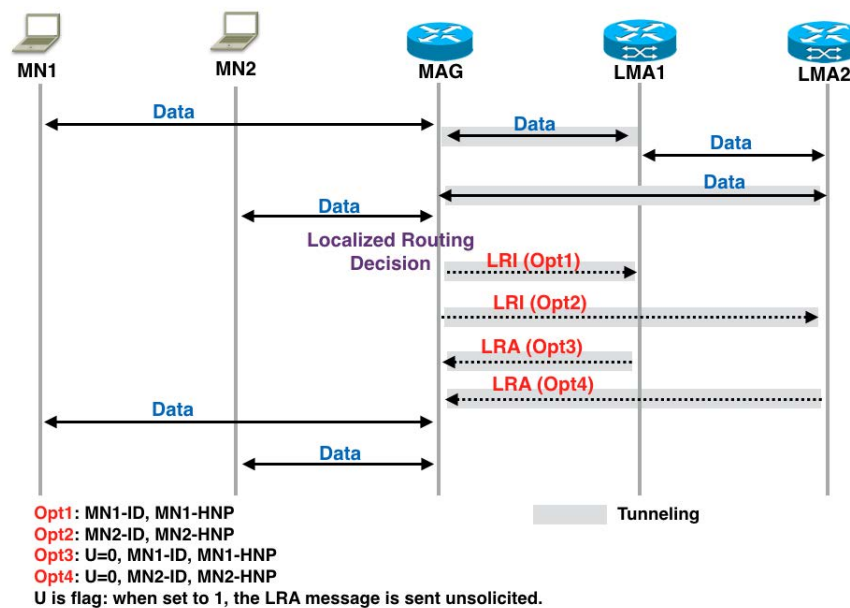 MN1
MN2
MAG
LMA1
LMA2
Data
Data
Data
Data
Data
Localized Routing
Decision
LRI (Opt1)
LRI (Opt2)
LRA (Opt3)
LRA (Opt4)
Data
Data
Opt1: MN1-ID, MN1-HNP
Tunneling
Opt2: MN2-ID, MN2-HNP
Opt3: U=0, MN1-ID, MN1-HNP
Opt4: U=0, MN2-ID, MN2-HNP
U is flag: when set to 1, the LRA message is sent unsolicited.